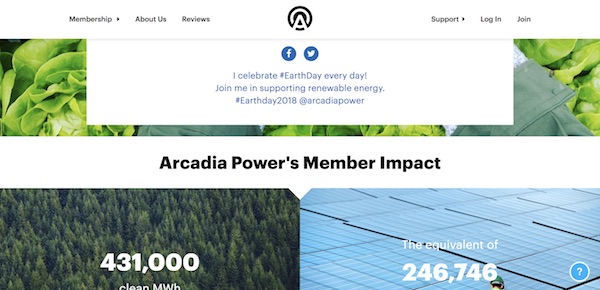 Membership
About Us
Reviews
Support
Log In
Join
I celebrate #EarthDay every day!
Join me in supporting renewable energy.
#Earthday2018 @arcadiapower
Arcadia Power's Member Impact
431,000
clean MWh
The equivalent of
246,746
?